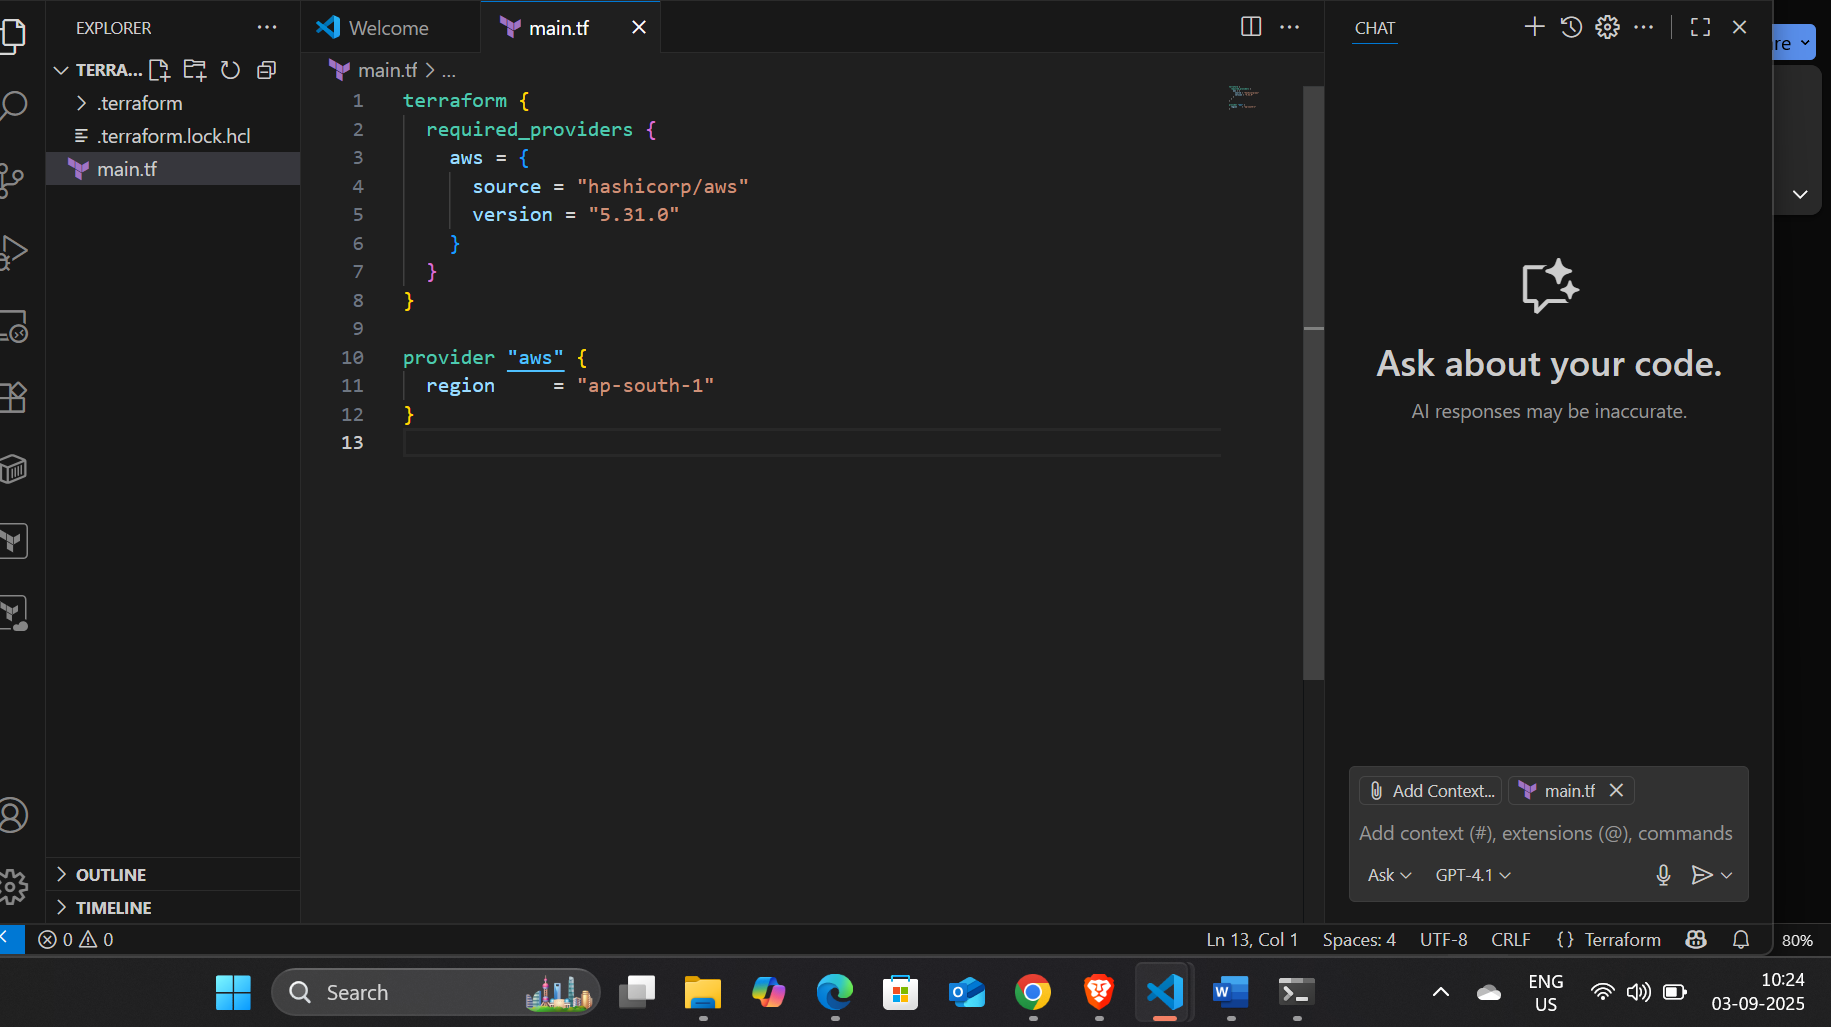 EXPLORER
TERRA...
.terraform
.terraform.lock.hcl
main.tf
OUTLINE
TIMELINE
Welcome
main.tf
main.tf > ...
1 terraform {
2 required_providers {
3 aws = {
4 source = "hashicorp/aws"
5 version = "5.31.0"
6 }
7 }
8 }
9
10 provider "aws" {
11 region     = "ap-south-1"
12 }
13
CHAT
re
Ask about your code.
AI responses may be inaccurate.
Add Context... main.tf
Add context (#), extensions (@), commands
Ask GPT-4.1
0 0
Ln 13, Col 1 Spaces: 4 UTF-8 CRLF {} Terraform
80%
Search
ENG
US
10:24
03-09-2025